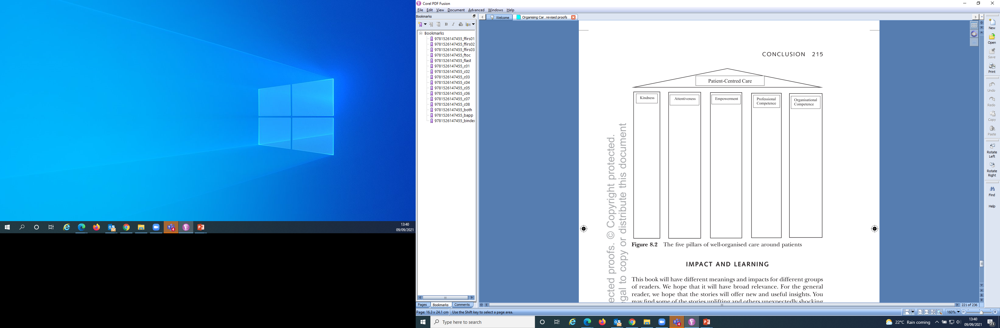 13:40
09/09/2021
4
Corel PDF Fusion
File Edit View Document Advanced Windows Help
Bookmarks
B I
Welcome
Organising Car...revised proofs
Bookmarks
9781526147455_ffirs01
9781526147455_ffirs02
9781526147455_ffirs03
9781526147455_ftoc
9781526147455_flast
9781526147455_c01
9781526147455_c02
9781526147455_c03
9781526147455_c04
9781526147455_c05
9781526147455_c06
9781526147455_c07
9781526147455_c08
9781526147455_both
9781526147455_bapp
9781526147455_bindex
CONCLUSION 215
Patient-Centred Care
Kindness
Attentiveness
Empowerment
Professional
Competence
Organisational
Competence
ected proofs. © Copyright protected.
gal to copy or distribute this document
Figure 8.2 The five pillars of well-organised care around patients
IMPACT AND LEARNING
This book will have different meanings and impacts for different groups
of readers. We hope that it will have broad relevance. For the general
reader, we hope that the stories will offer new and useful insights. You
may find some of the stories uplifting and others unexpectedly shocking
New
Open
Save
Print
Undo
Redo
Copy
Paste
Rotate
Left
Rotate
Right
Find
Help
Pages Bookmarks Comments
221 of 236
Page: 16.3 x 24.1 cm Use the Shift key to select a page area.
160%
Type here to search
4
22°C Rain coming
13:40
09/09/2021
23